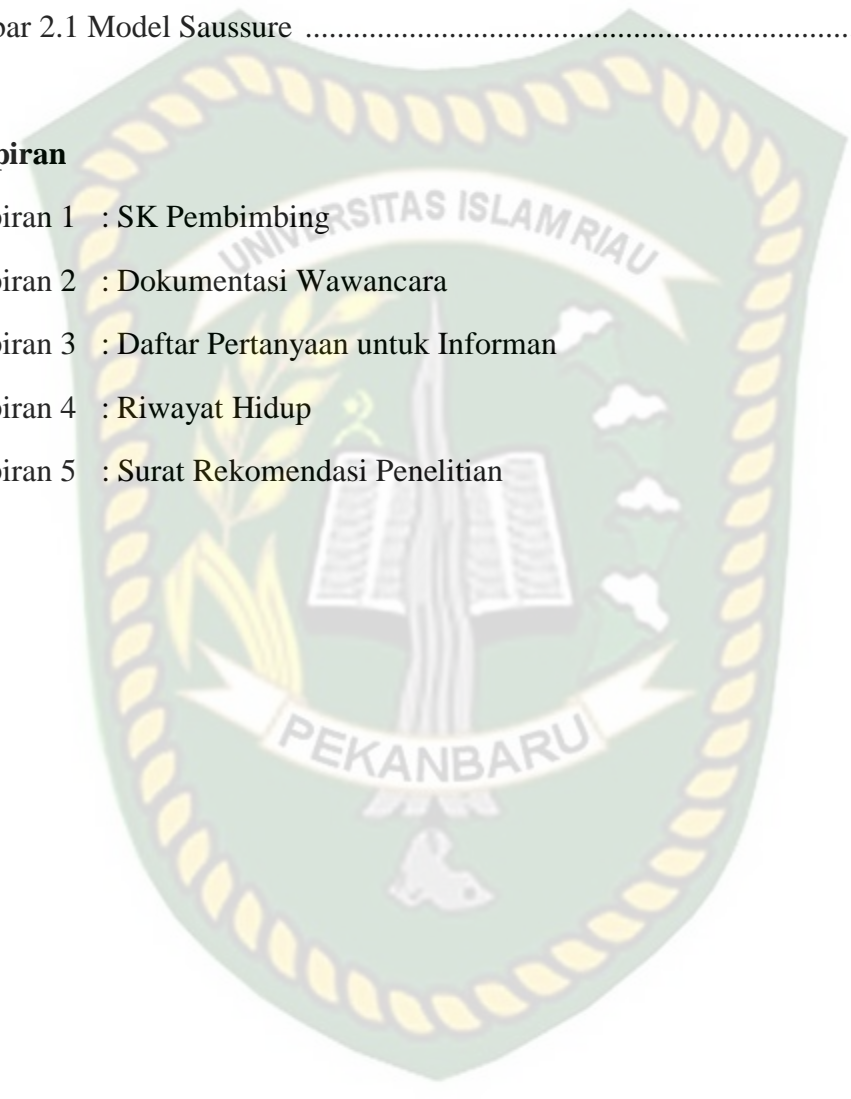 bar 2.1 Model Saussure ..........................................................
piran
piran 1 : SK Pembimbing
UNIVERSITAS ISLAM RIAU
piran 2 : Dokumentasi Wawancara
piran 3 : Daftar Pertanyaan untuk Informan
piran 4 : Riwayat Hidup
piran 5 : Surat Rekomendasi Penelitian
PEKANBARU